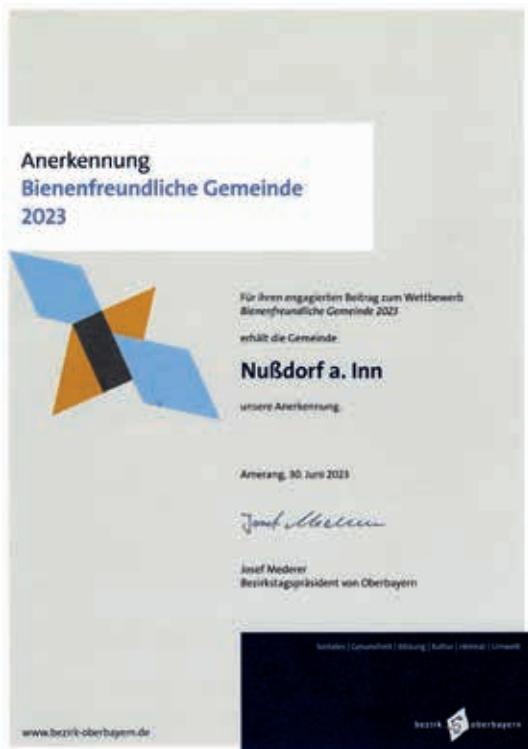 Anerkennung
Bienenfreundliche Gemeinde
2023
Für ihren engagierten Beitrag zum Wettbewerb
Bienenfreundliche Gemeinde 2023
erhält die Gemeinde
Nußdorf a. Inn
unsere Anerkennung.
Amerang, 30. Juni 2023
Josef Mederer
Josef Mederer
Bezirkstagspräsident von Oberbayern
Soziales | Gesundheit | Bildung | Kultur | Heimat | Umwelt
www.bezirk-oberbayern.de
bezirk oberbayern